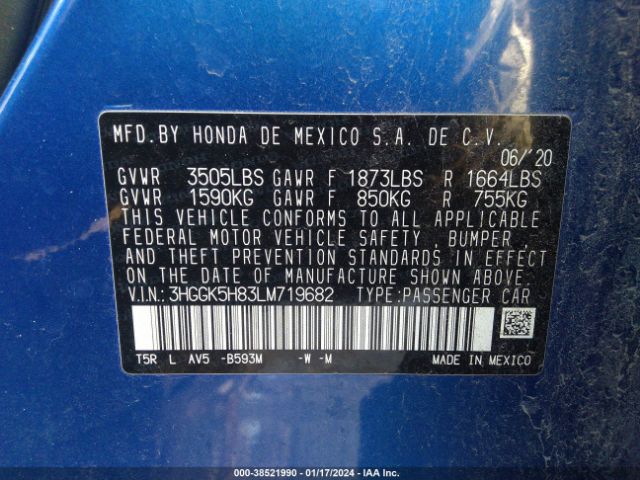 MFD.BY HONDA DE MEXICO S.A. DE C.V.
06/'20
GVWR 3505LBS GAWR F 1873LBS R 1664LBS
GVWR 1590KG GAWR F 850KG R 755KG
THIS VEHICLE CONFORMS TO ALL APPLICABLE
FEDERAL MOTOR VEHICLE SAFETY , BUMPER ,
AND THEFT PREVENTION STANDARDS IN EFFECT
ON THE DATE OF MANUFACTURE SHOWN ABOVE.
V.I.N.:3HGGK5H83LM719682 TYPE:PASSENGER CAR
T5R L AV5 -B593M -W -M MADE IN MEXICO
000-38521990 - 01/17/2024 - IAA Inc.